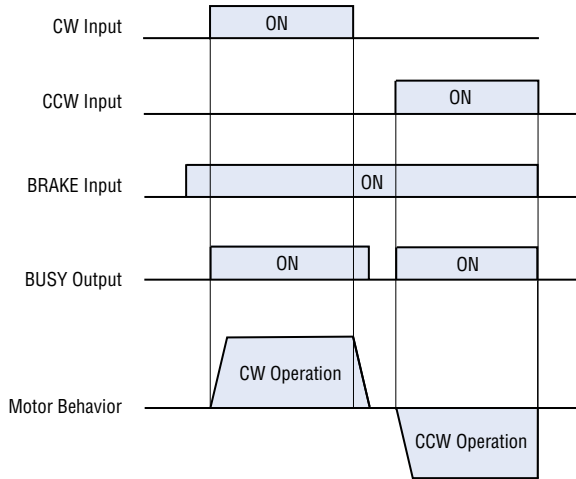 CW Input
ON
CCW Input
ON
BRAKE Input
ON
BUSY Output
ON
ON
Motor Behavior
CW Operation
CCW Operation